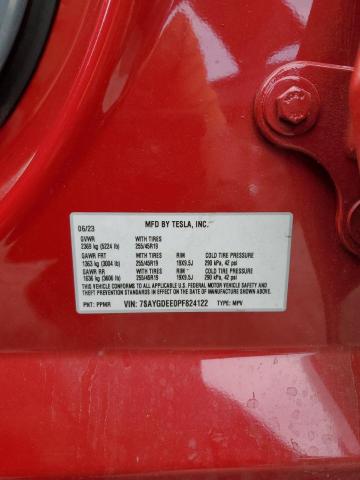 06/23 MFD BY TESLA, INC.
GVWR WITH TIRES
2369 kg (5224 lb) 255/45R19
GAWR FRT WITH TIRES RIM COLD TIRE PRESSURE
1363 kg (3004 lb) 255/45R19 19X9.5J 290 kPa, 42 psi
GAWR RR WITH TIRES RIM COLD TIRE PRESSURE
1636 kg (3606 lb) 255/45R19 19X9.5J 290 kPa, 42 psi
THIS VEHICLE CONFORMS TO ALL APPLICABLE U.S. FEDERAL MOTOR VEHICLE SAFETY AND
THEFT PREVENTION STANDARDS IN EFFECT ON THE DATE OF MANUFACTURE SHOWN ABOVE.
PNT: PPMR VIN: 7SAYGDEE0PF824122 TYPE: MPV